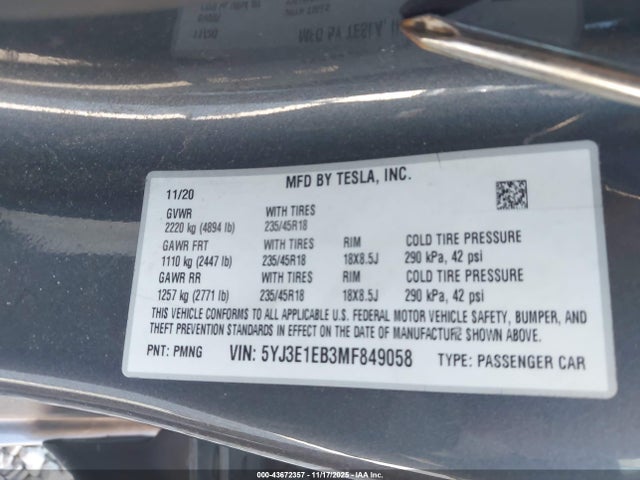 MFD BY TESLA, INC.
11/20
GVWR WITH TIRES
2220 kg (4894 lb) 235/45R18
GAWR FRT WITH TIRES RIM COLD TIRE PRESSURE
1110 kg (2447 lb) 235/45R18 18X8.5J 290 kPa, 42 psi
GAWR RR WITH TIRES RIM COLD TIRE PRESSURE
1257 kg (2771 lb) 235/45R18 18X8.5J 290 kPa, 42 psi
THIS VEHICLE CONFORMS TO ALL APPLICABLE U.S. FEDERAL MOTOR VEHICLE SAFETY, BUMPER, AND
THEFT PREVENTION STANDARDS IN EFFECT ON THE DATE OF MANUFACTURE SHOWN ABOVE.
PNT: PMNG VIN: 5YJ3E1EB3MF849058 TYPE: PASSENGER CAR
000-43672357 - 11/17/2025 - IAA Inc.